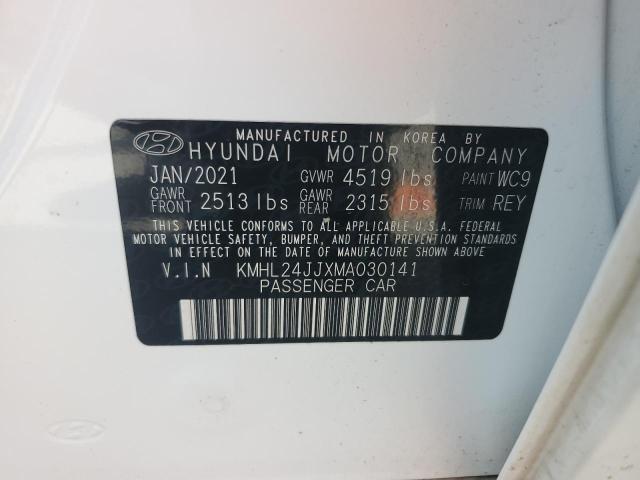 MANUFACTURED IN KOREA BY
HYUNDAI MOTOR COMPANY
JAN/2021 GVWR 4519 lbs PAINT WC9
GAWR FRONT 2513 lbs GAWR REAR 2315 lbs TRIM REY
THIS VEHICLE CONFORMS TO ALL APPLICABLE U.S.A. FEDERAL
MOTOR VEHICLE SAFETY, BUMPER, AND THEFT PREVENTION STANDARDS
IN EFFECT ON THE DATE OF MANUFACTURE SHOWN ABOVE
V.I.N KMHL24JJXMA030141
PASSENGER CAR